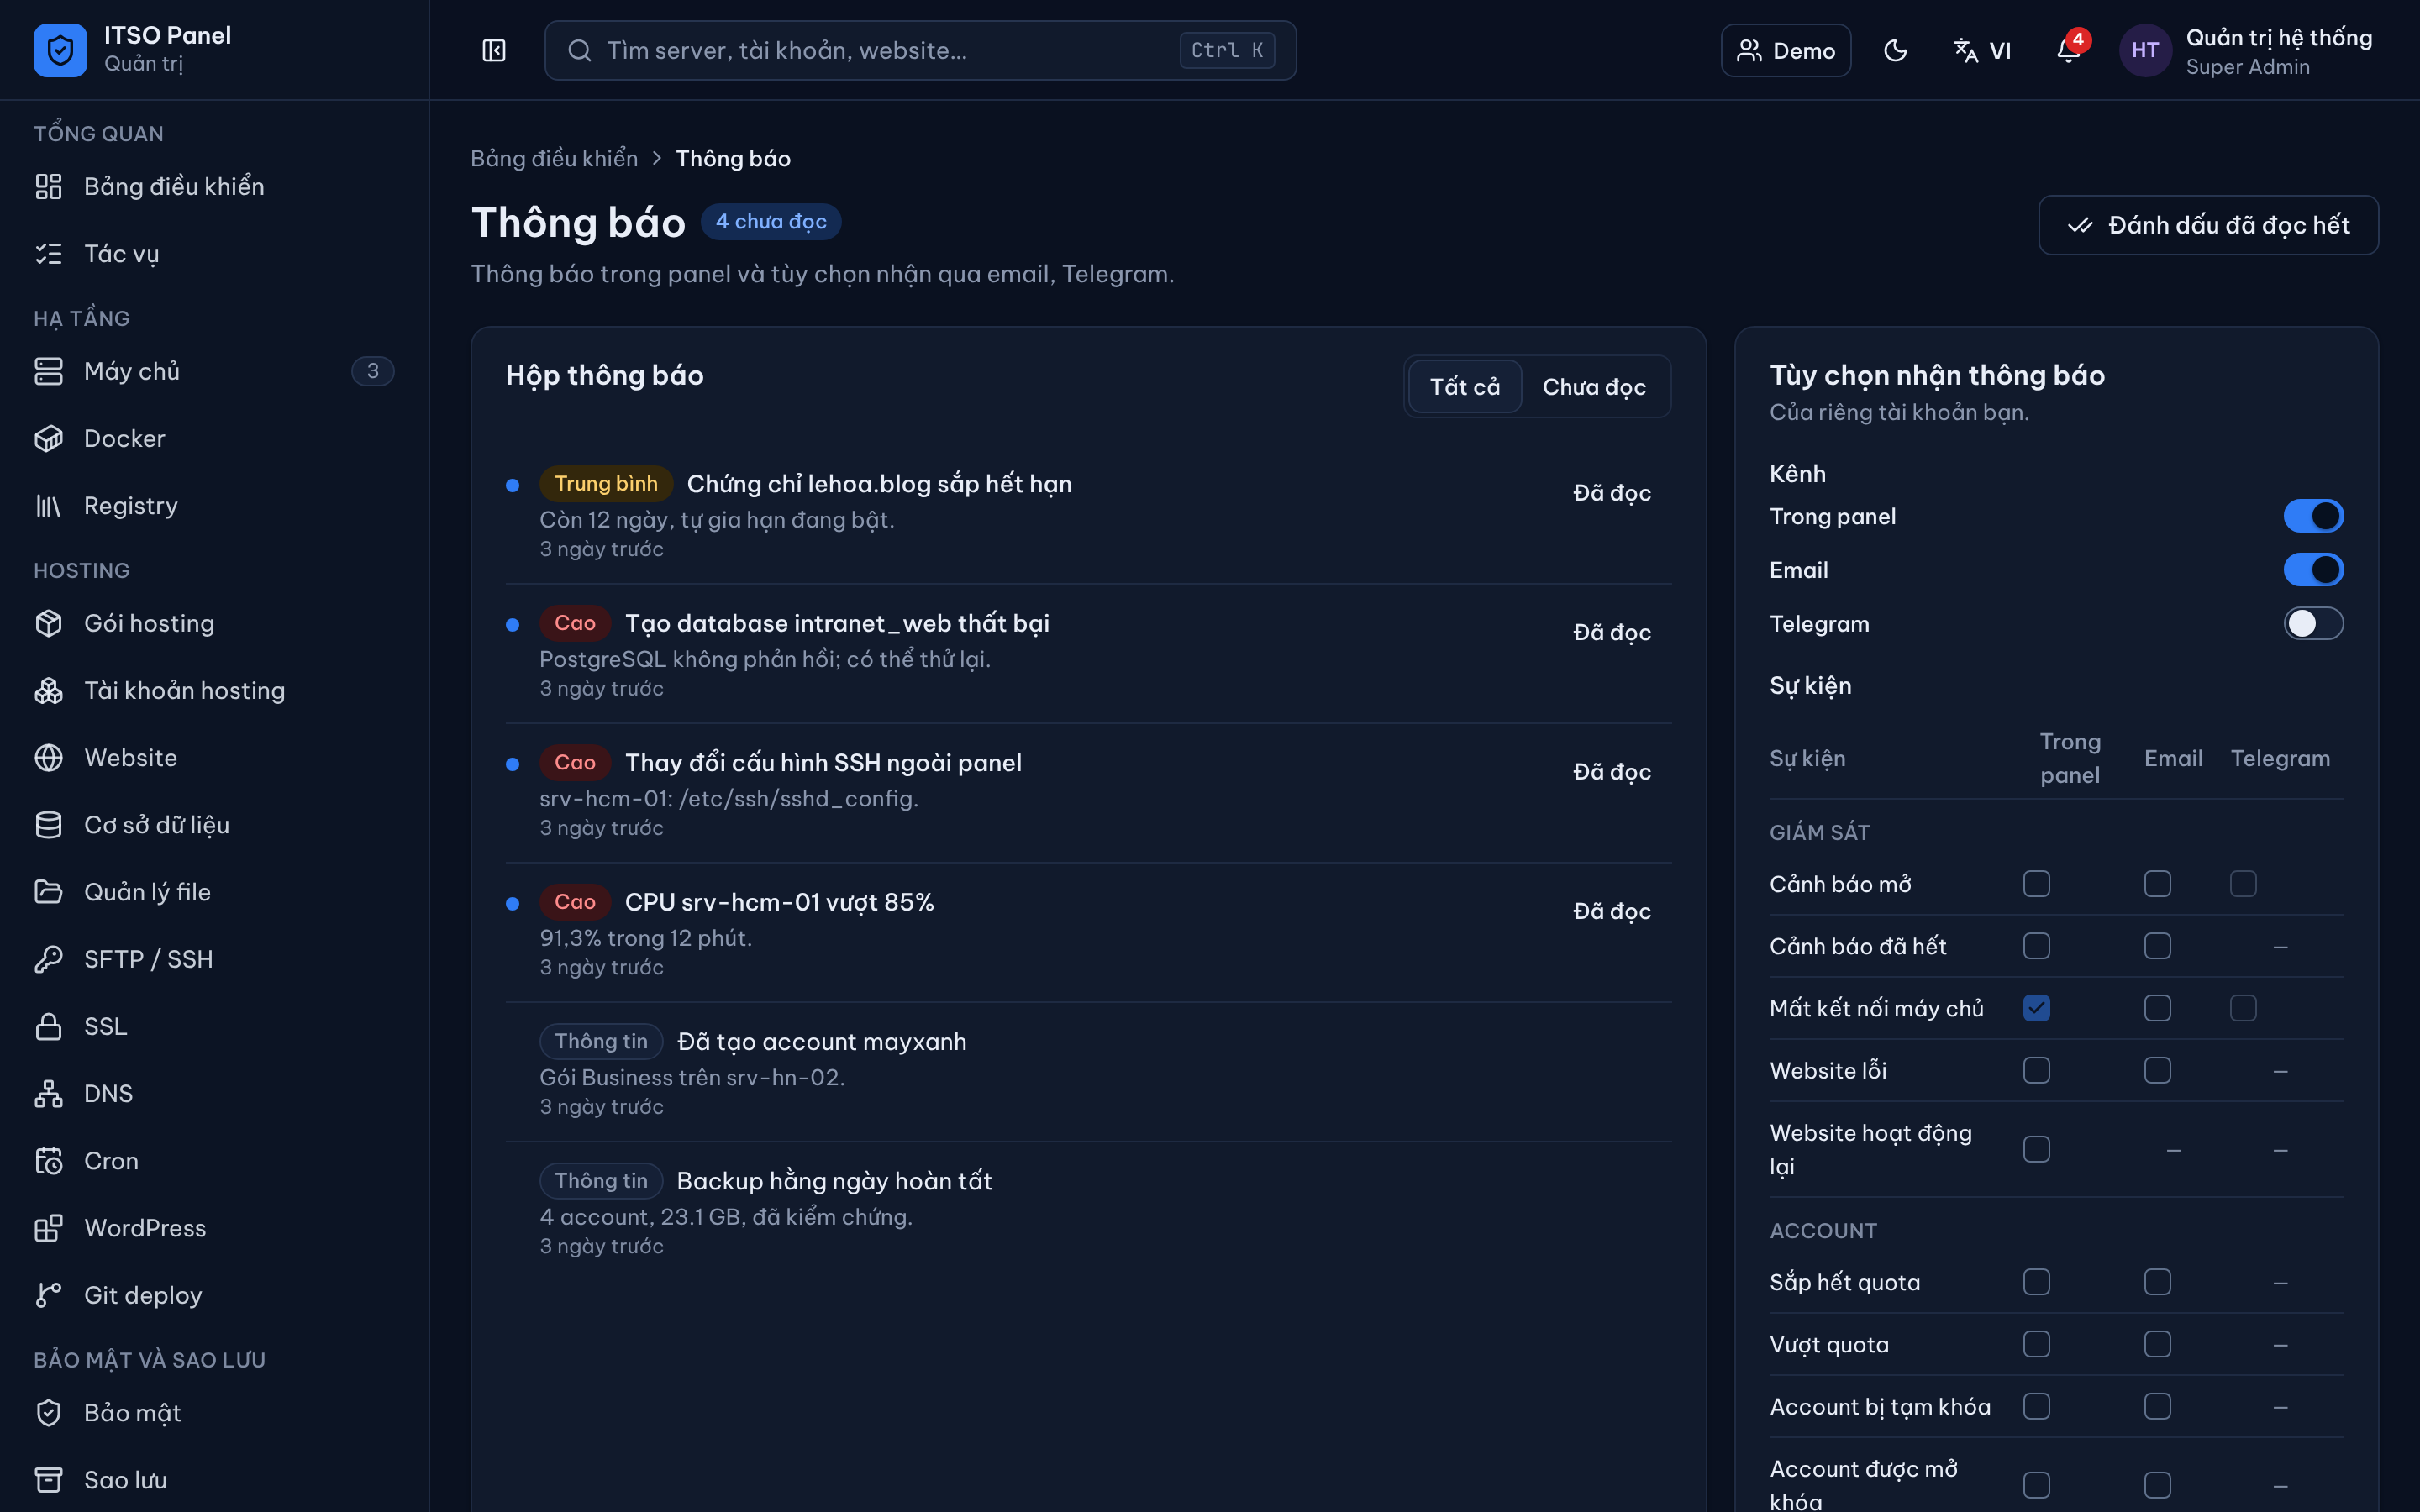 ITSO Panel
Quản trị
Tìm server, tài khoản, website...
Ctrl K
Demo
VI
4
HT
Quản trị hệ thống
Super Admin
TỔNG QUAN
Bảng điều khiển
Tác vụ
HẠ TẦNG
Máy chủ
3
Docker
Registry
HOSTING
Gói hosting
Tài khoản hosting
Website
Cơ sở dữ liệu
Quản lý file
SFTP / SSH
SSL
DNS
Cron
WordPress
Git deploy
BẢO MẬT VÀ SAO LƯU
Bảo mật
Sao lưu
Bảng điều khiển > Thông báo
Thông báo
4 chưa đọc
Thông báo trong panel và tùy chọn nhận qua email, Telegram.
Đánh dấu đã đọc hết
Hộp thông báo
Tất cả
Chưa đọc
Trung bình Chứng chỉ lehoa.blog sắp hết hạn
Đã đọc
Còn 12 ngày, tự gia hạn đang bật.
3 ngày trước
Cao Tạo database intranet_web thất bại
Đã đọc
PostgreSQL không phản hồi; có thể thử lại.
3 ngày trước
Cao Thay đổi cấu hình SSH ngoài panel
Đã đọc
srv-hcm-01: /etc/ssh/sshd_config.
3 ngày trước
Cao CPU srv-hcm-01 vượt 85%
Đã đọc
91,3% trong 12 phút.
3 ngày trước
Thông tin Đã tạo account mayxanh
Gói Business trên srv-hn-02.
3 ngày trước
Thông tin Backup hằng ngày hoàn tất
4 account, 23.1 GB, đã kiểm chứng.
3 ngày trước
Tùy chọn nhận thông báo
Của riêng tài khoản bạn.
Kênh
Trong panel
Email
Telegram
Sự kiện
Sự kiện
Trong
panel
Email
Telegram
GIÁM SÁT
Cảnh báo mở
Cảnh báo đã hết –
Mất kết nối máy chủ
Website lỗi –
Website hoạt động
lại – –
ACCOUNT
Sắp hết quota –
Vượt quota –
Account bị tạm khóa –
Account được mở
khóa –